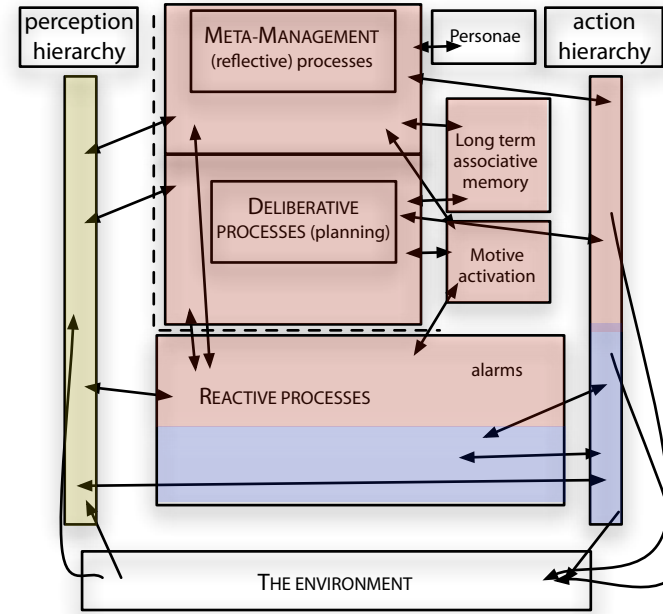 perception
hierarchy
META-MANAGEMENT
(reflective) processes
Personae
action
hierarchy
Long term
associative
memory
DELIBERATIVE
PROCESSES (planning)
Motive
activation
alarms
REACTIVE PROCESSES
THE ENVIRONMENT